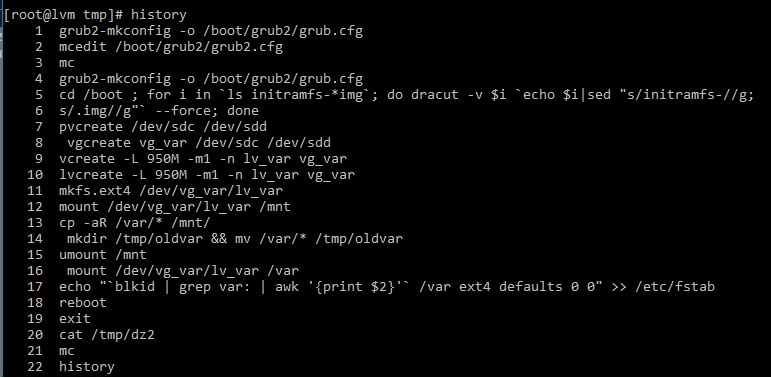 [root@lvm tmp]# history
    1  grub2-mkconfig -o /boot/grub2/grub.cfg
    2  mcedit /boot/grub2/grub2.cfg
    3  mc
    4  grub2-mkconfig -o /boot/grub2/grub.cfg
    5  cd /boot ; for i in `ls initramfs-*img`; do dracut -v $i `echo $i|sed "s/initramfs-//g;
    6  s/.img//g"` --force; done
    7  pvcreate /dev/sdc /dev/sdd
    8   vgcreate vg_var /dev/sdc /dev/sdd
    9  vcreate -L 950M -m1 -n lv_var vg_var
   10  lvcreate -L 950M -m1 -n lv_var vg_var
   11  mkfs.ext4 /dev/vg_var/lv_var
   12  mount /dev/vg_var/lv_var /mnt
   13  cp -aR /var/* /mnt/
   14   mkdir /tmp/oldvar && mv /var/* /tmp/oldvar
   15  umount /mnt
   16   mount /dev/vg_var/lv_var /var
   17  echo "`blkid | grep var: | awk '{print $2}'` /var ext4 defaults 0 0" >> /etc/fstab
   18  reboot
   19  exit
   20  cat /tmp/dz2
   21  mc
   22  history